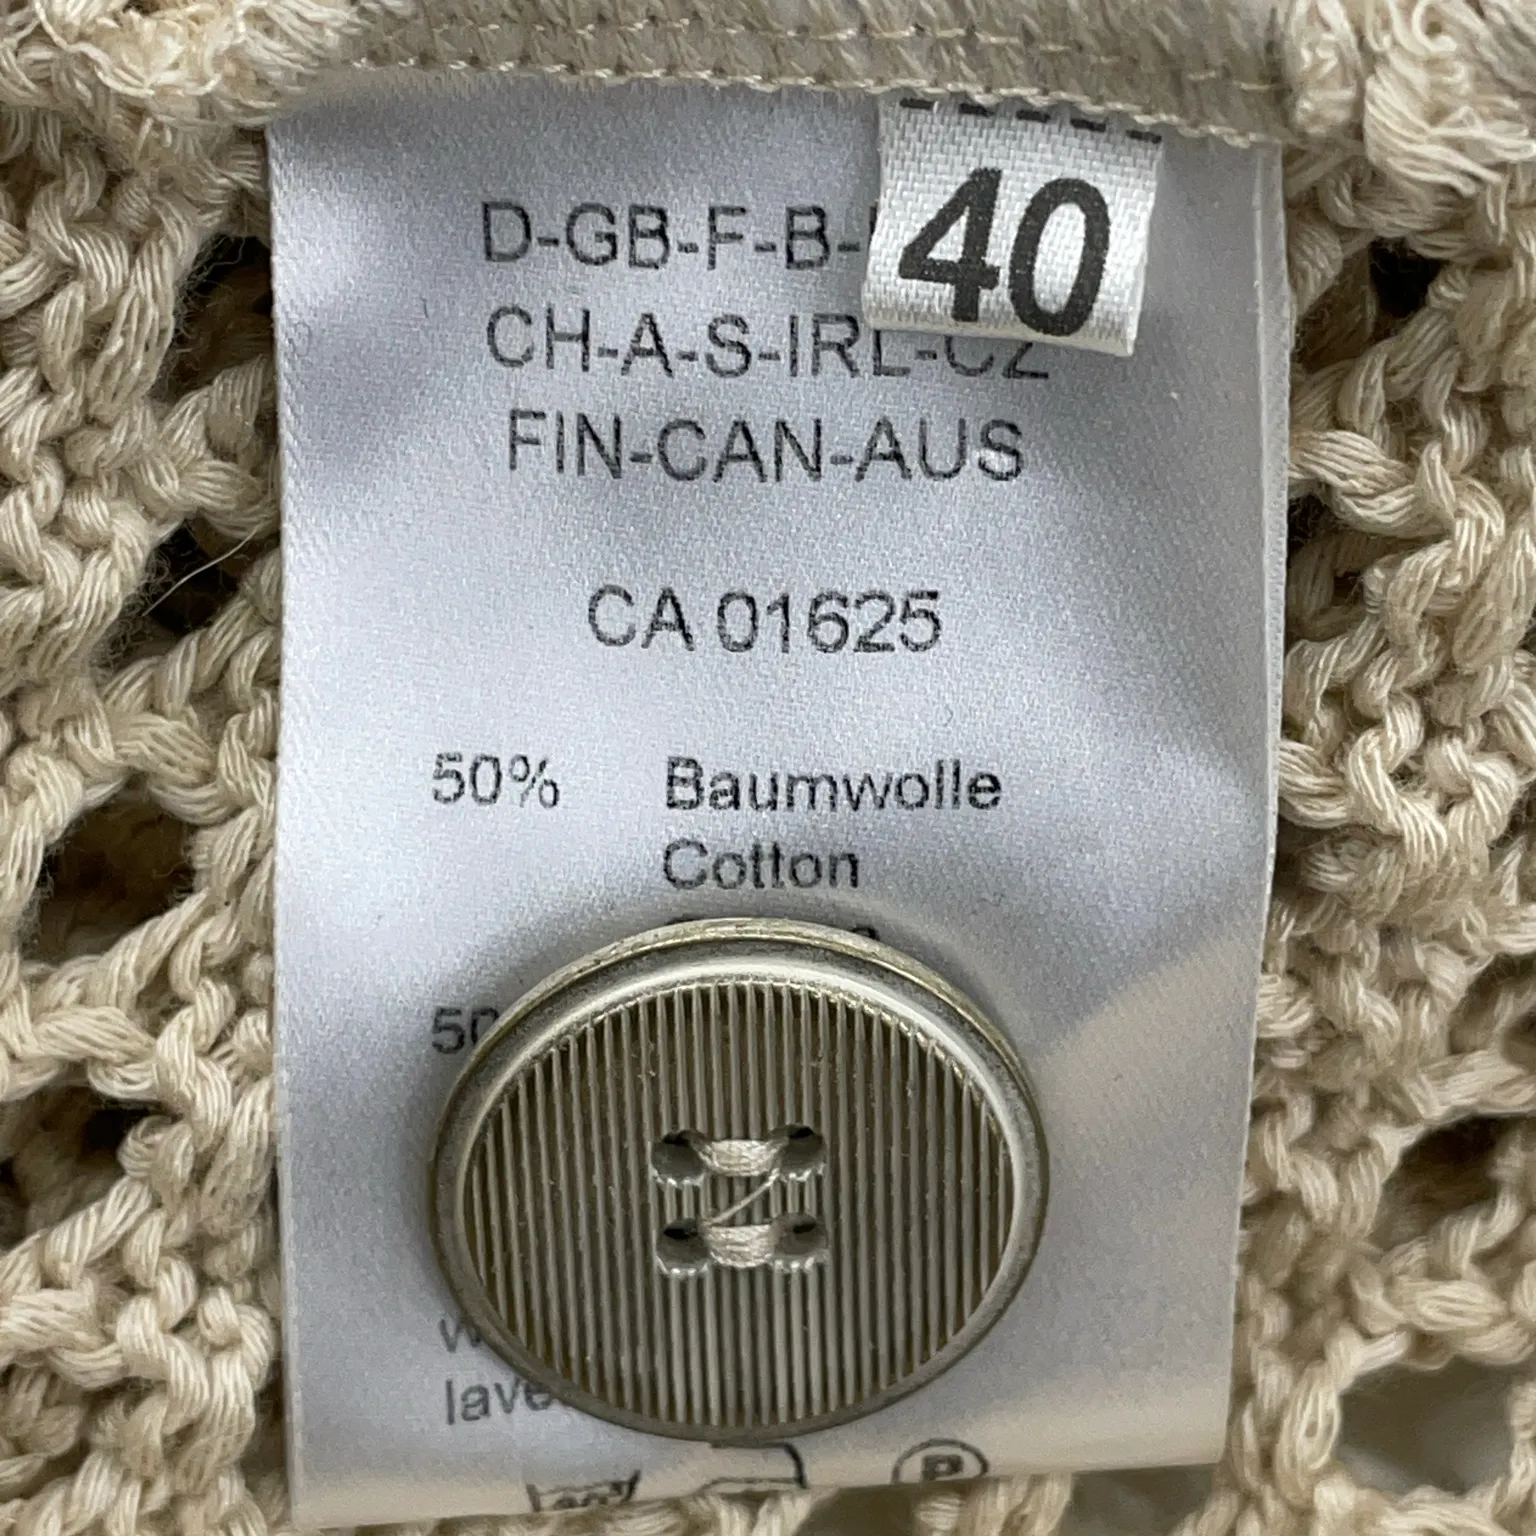 40
D-GB-F-B-
CH-A-S-IRL-CZ
FIN-CAN-AUS
CA 01625
50% Baumwolle
Cotton
P